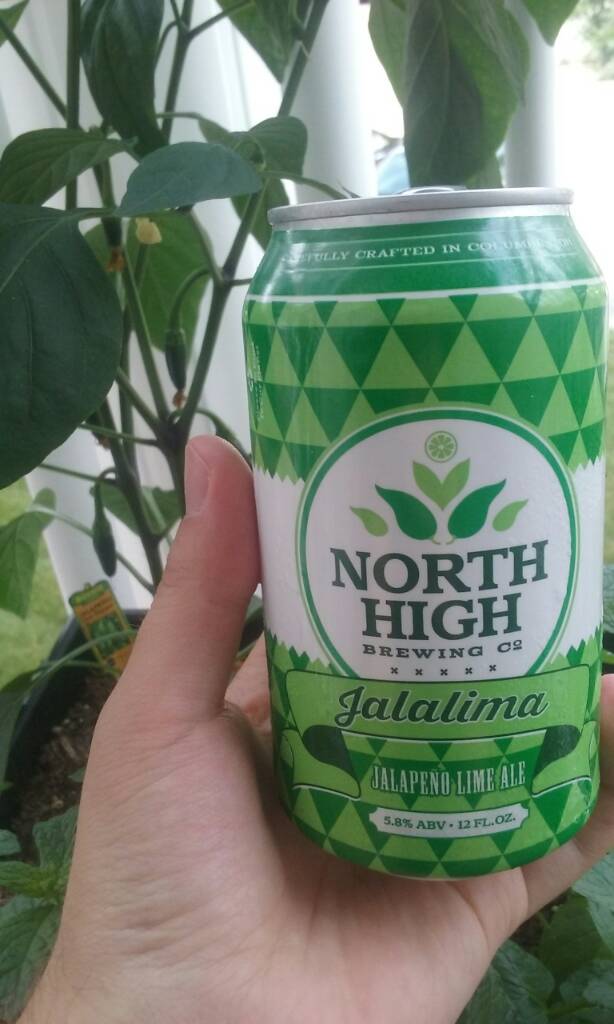 CRAFTED IN
NORTH
HIGH
BREWING Cº
Jalalima
JALAPEÑO LIME ALE
5.8% ABV • 12 FL.OZ.